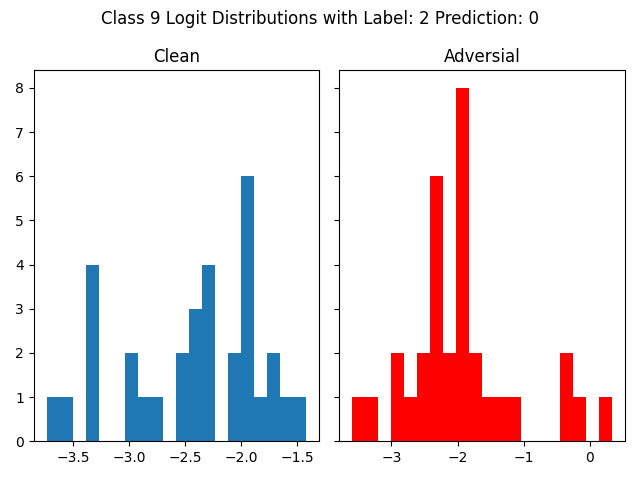 Class 9 Logit Distributions with Label: 2 Prediction: 0
Clean
Adversial
8
7
6
5
4
3
2
1
0
−3.5 −3.0 −2.5 −2.0 −1.5
−3 −2 −1 0